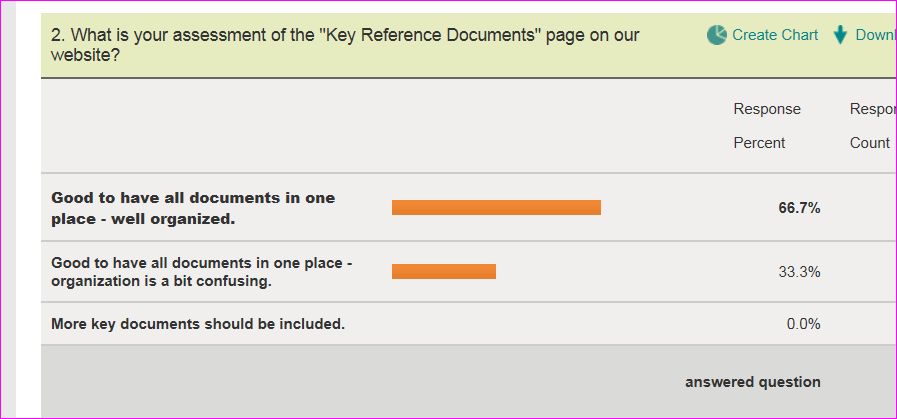 2. What is your assessment of the "Key Reference Documents" page on our
website?
Create Chart
Response
Percent
Count
Good to have all documents in one
place - well organized.
66.7%
Good to have all documents in one place -
organization is a bit confusing.
33.3%
More key documents should be included.
0.0%
answered question